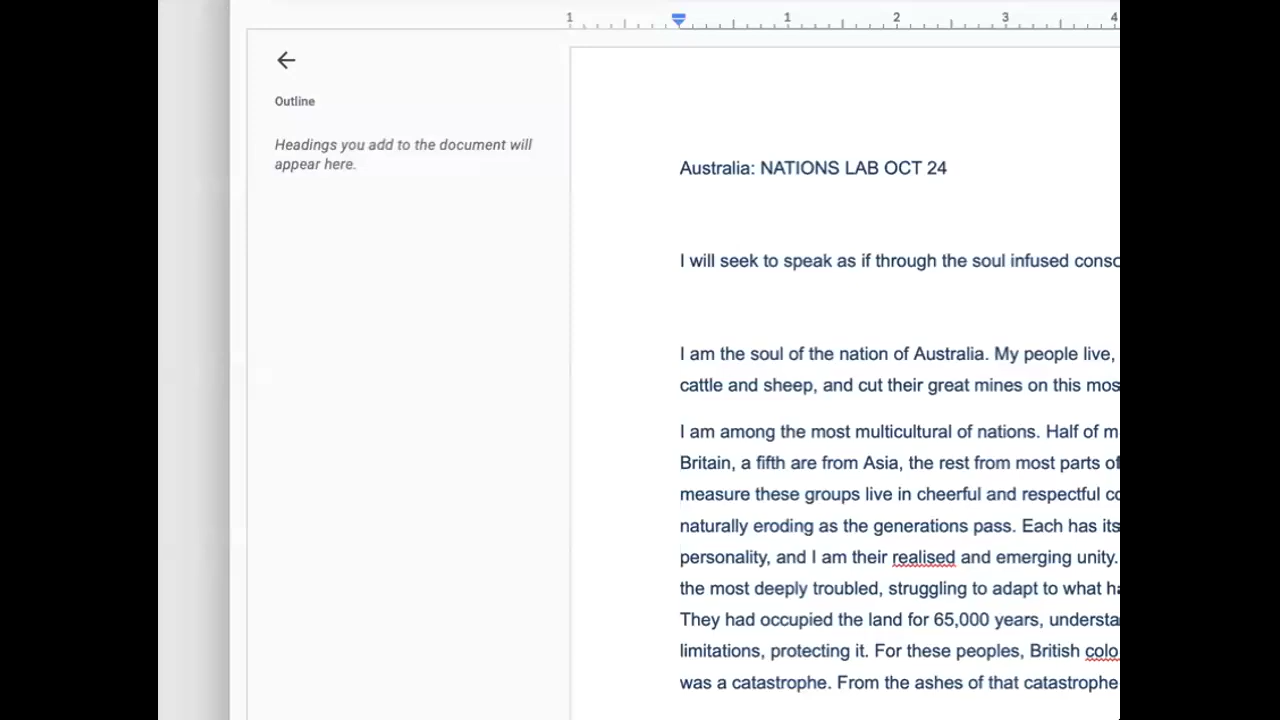 1 1 2 3 4
Outline
Headings you add to the document will
appear here.
Australia: NATIONS LAB OCT 24
I will seek to speak as if through the soul infused
I am the soul of the nation of Australia. My people live,
cattle and sheep, and cut their great mines on this
I am among the most multicultural of nations. Half of
Britain, a fifth are from Asia, the rest from most parts of
measure these groups live in cheerful and respectful
naturally eroding as the generations pass. Each has its
personality, and I am their realised and emerging unity.
the most deeply troubled, struggling to adapt to what
They had occupied the land for 65,000 years,
limitations, protecting it. For these peoples, British
was a catastrophe. From the ashes of that catastrophe